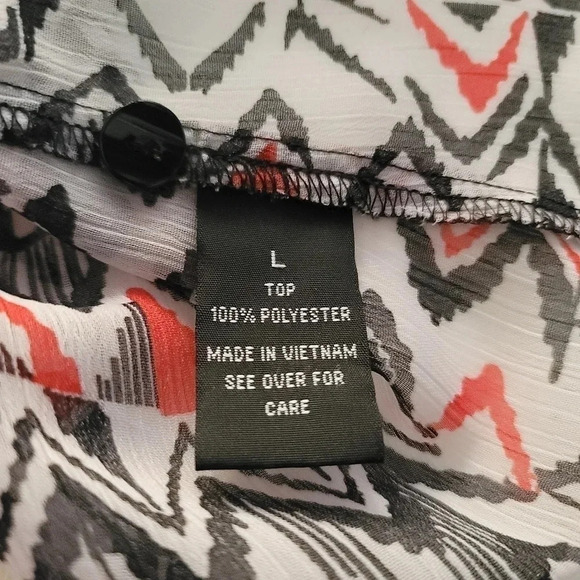 L
TOP
100% POLYESTER
MADE IN VIETNAM
SEE OVER FOR
CARE